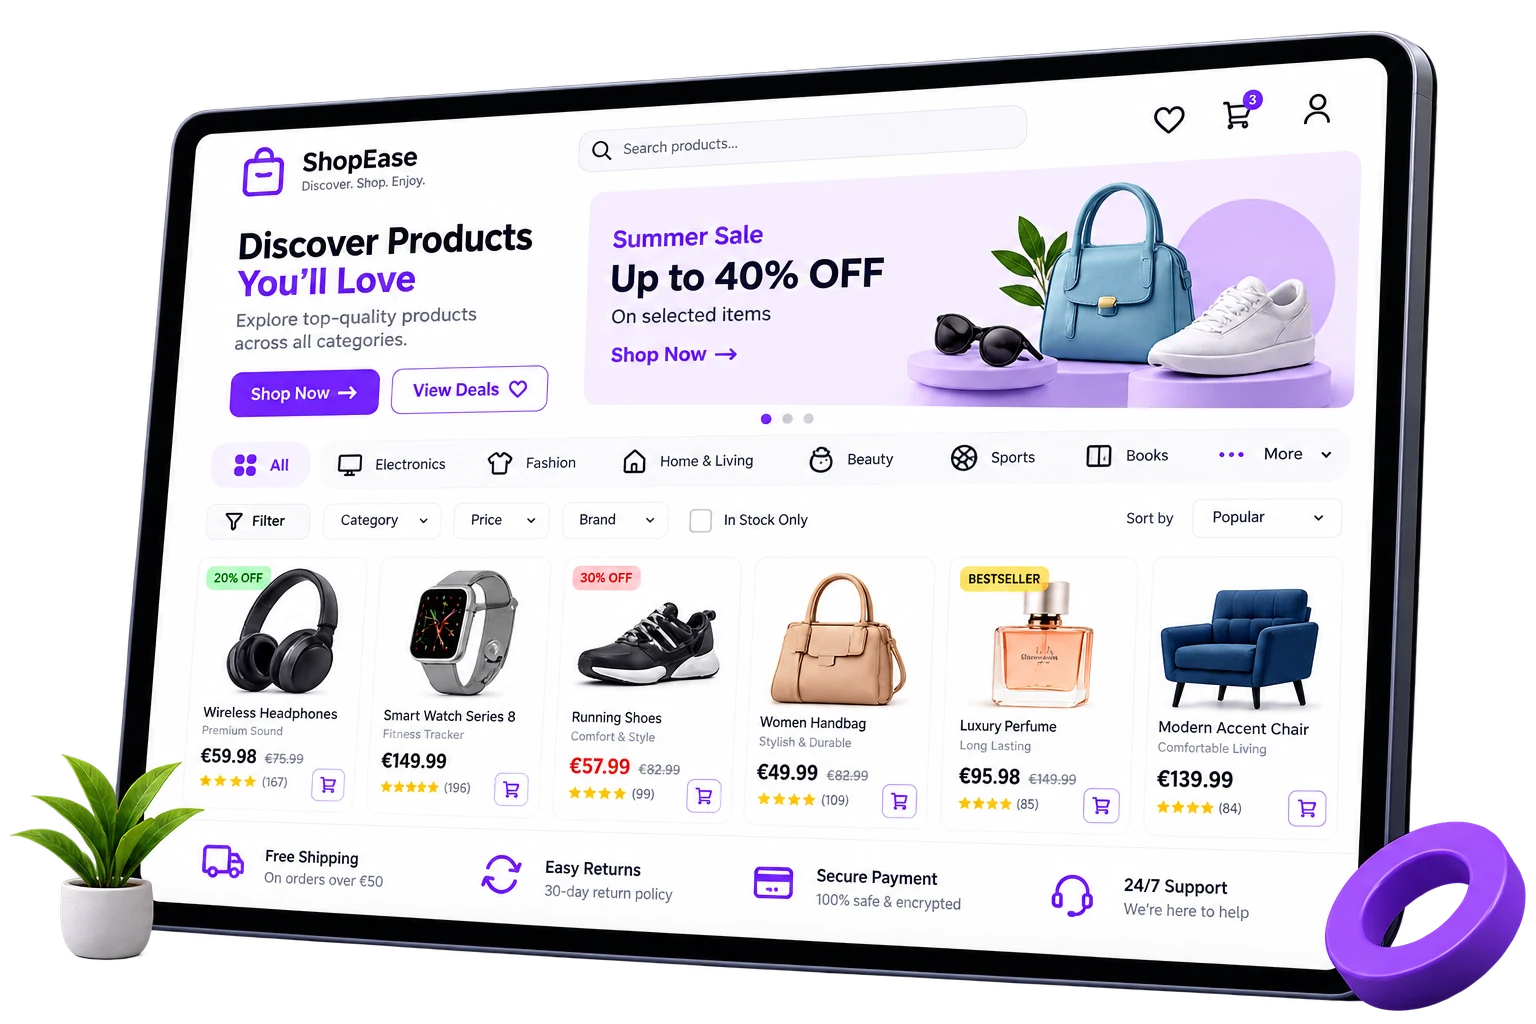 ShopEase
Discover. Shop. Enjoy.
Search products...
3
Discover Products
You'll Love
Explore top-quality products
across all categories.
Shop Now →
View Deals
Summer Sale
Up to 40% OFF
On selected items
Shop Now →
All
Electronics
Fashion
Home & Living
Beauty
Sports
Books
More
Filter
Category
Price
Brand
In Stock Only
Sort by
Popular
20% OFF
Wireless Headphones
Premium Sound
€59.98 €75.99
(167)
Smart Watch Series 8
Fitness Tracker
€149.99
(196)
30% OFF
Running Shoes
Comfort & Style
€57.99 €82.99
(99)
Women Handbag
Stylish & Durable
€49.99 €82.99
(109)
BESTSELLER
Luxury Perfume
Long Lasting
€95.98 €149.99
(85)
Modern Accent Chair
Comfortable Living
€139.99
(84)
Free Shipping
On orders over €50
Easy Returns
30-day return policy
Secure Payment
100% safe & encrypted
24/7 Support
We're here to help